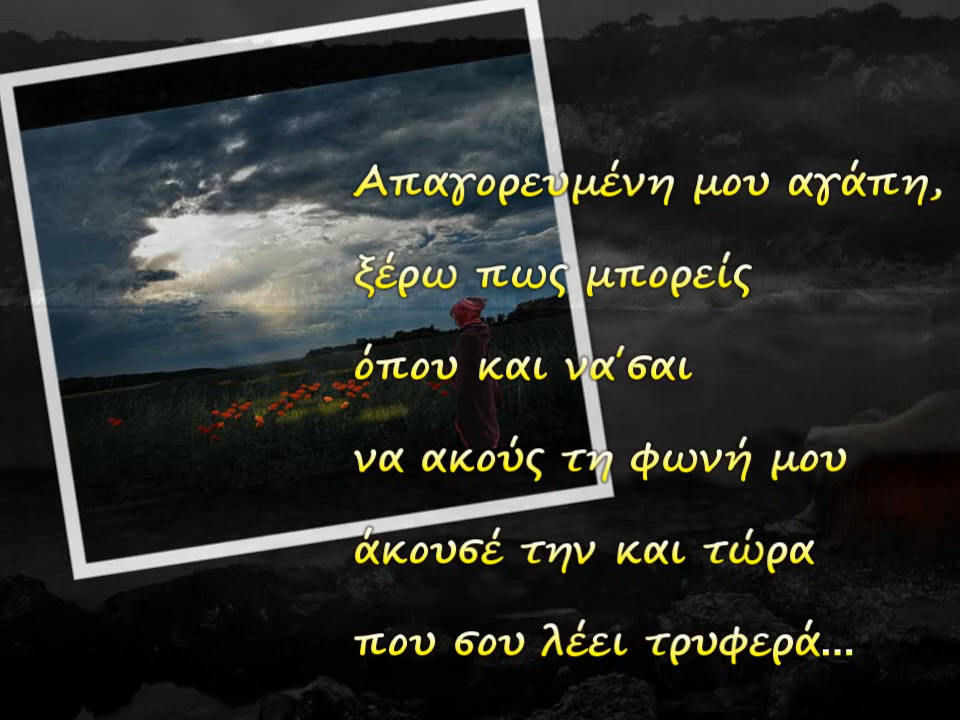 Απαγορευμένη μου αγάπη,
ξέρω πως μπορείς
όπου και να΄σαι
να ακούς τη φωνή μου
άκουσέ την και τώρα
που σου λέει τρυφερά...